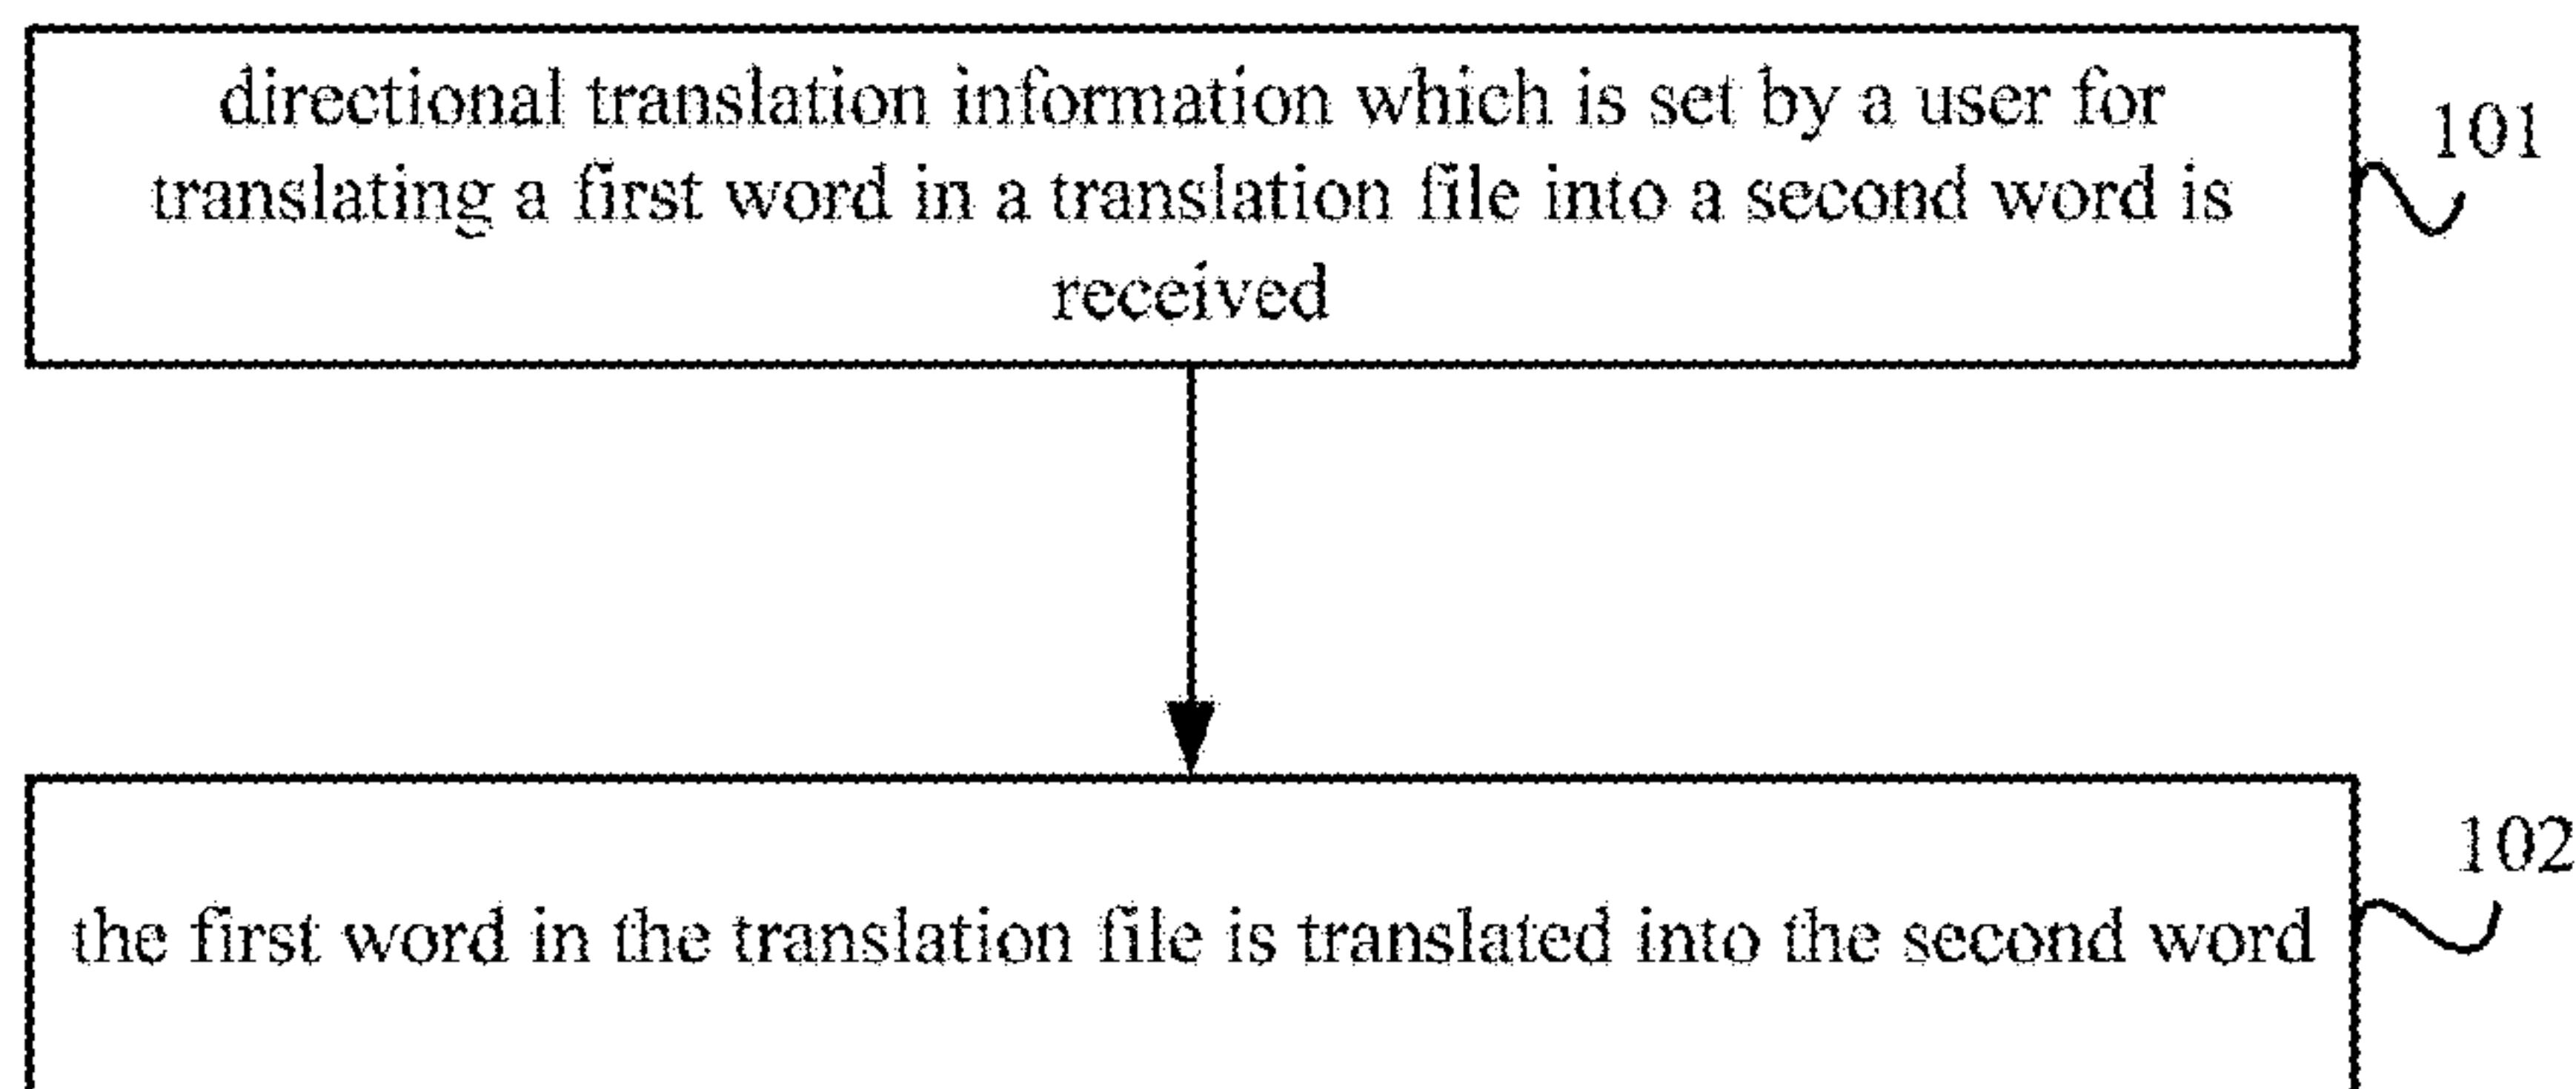 directional translation information which is set by a user for
translating a first word in a translation file into a second word is
received
101
102
the first word in the translation file is translated into the second word